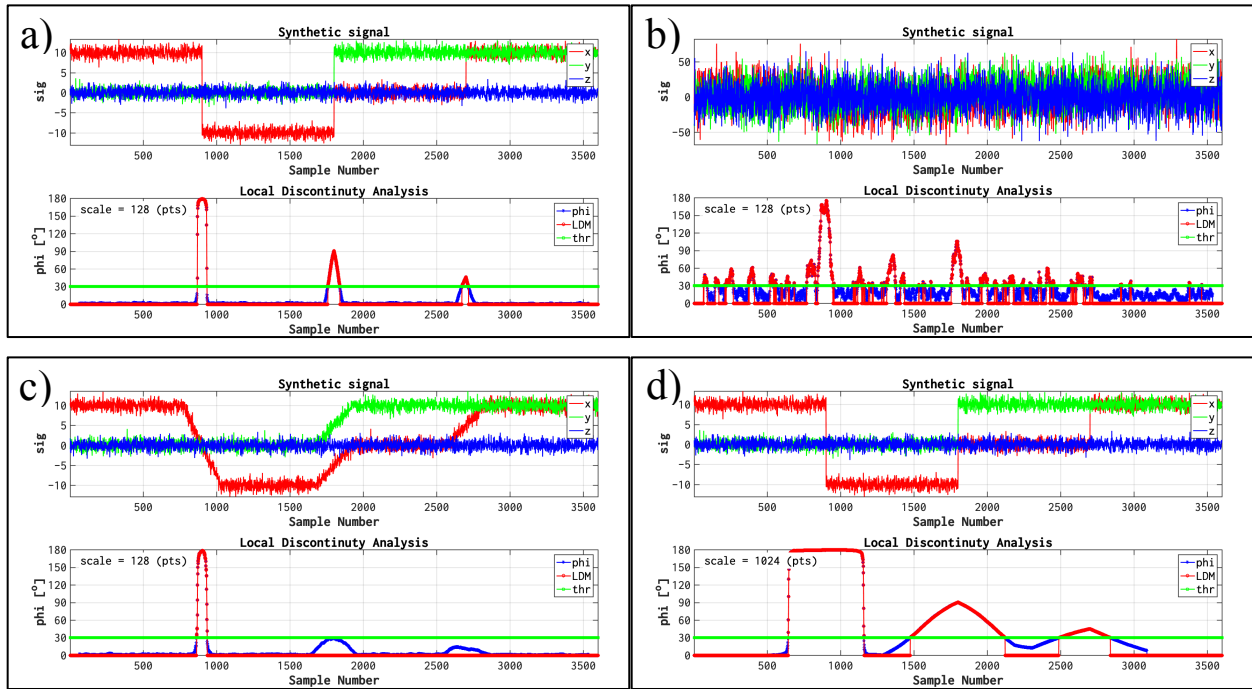 a)
Synthetic signal
sig
10
5
0
-5
-10
x
y
z
500 1000 1500 2000 2500 3000 3500
Sample Number
Local Discontinuty Analysis
phi [°]
180
150
120
90
60
30
0
scale = 128 (pts)
phi
LDM
thr
500 1000 1500 2000 2500 3000 3500
Sample Number
b)
Synthetic signal
sig
50
0
-50
x
y
z
500 1000 1500 2000 2500 3000 3500
Sample Number
Local Discontinuty Analysis
phi [°]
180
150
120
90
60
30
0
scale = 128 (pts)
phi
LDM
thr
500 1000 1500 2000 2500 3000 3500
Sample Number
c)
Synthetic signal
sig
10
5
0
-5
-10
x
y
z
500 1000 1500 2000 2500 3000 3500
Sample Number
Local Discontinuty Analysis
phi [°]
180
150
120
90
60
30
0
scale = 128 (pts)
phi
LDM
thr
500 1000 1500 2000 2500 3000 3500
Sample Number
d)
Synthetic signal
sig
10
5
0
-5
-10
x
y
z
500 1000 1500 2000 2500 3000 3500
Sample Number
Local Discontinuty Analysis
phi [°]
180
150
120
90
60
30
0
scale = 1024 (pts)
phi
LDM
thr
500 1000 1500 2000 2500 3000 3500
Sample Number